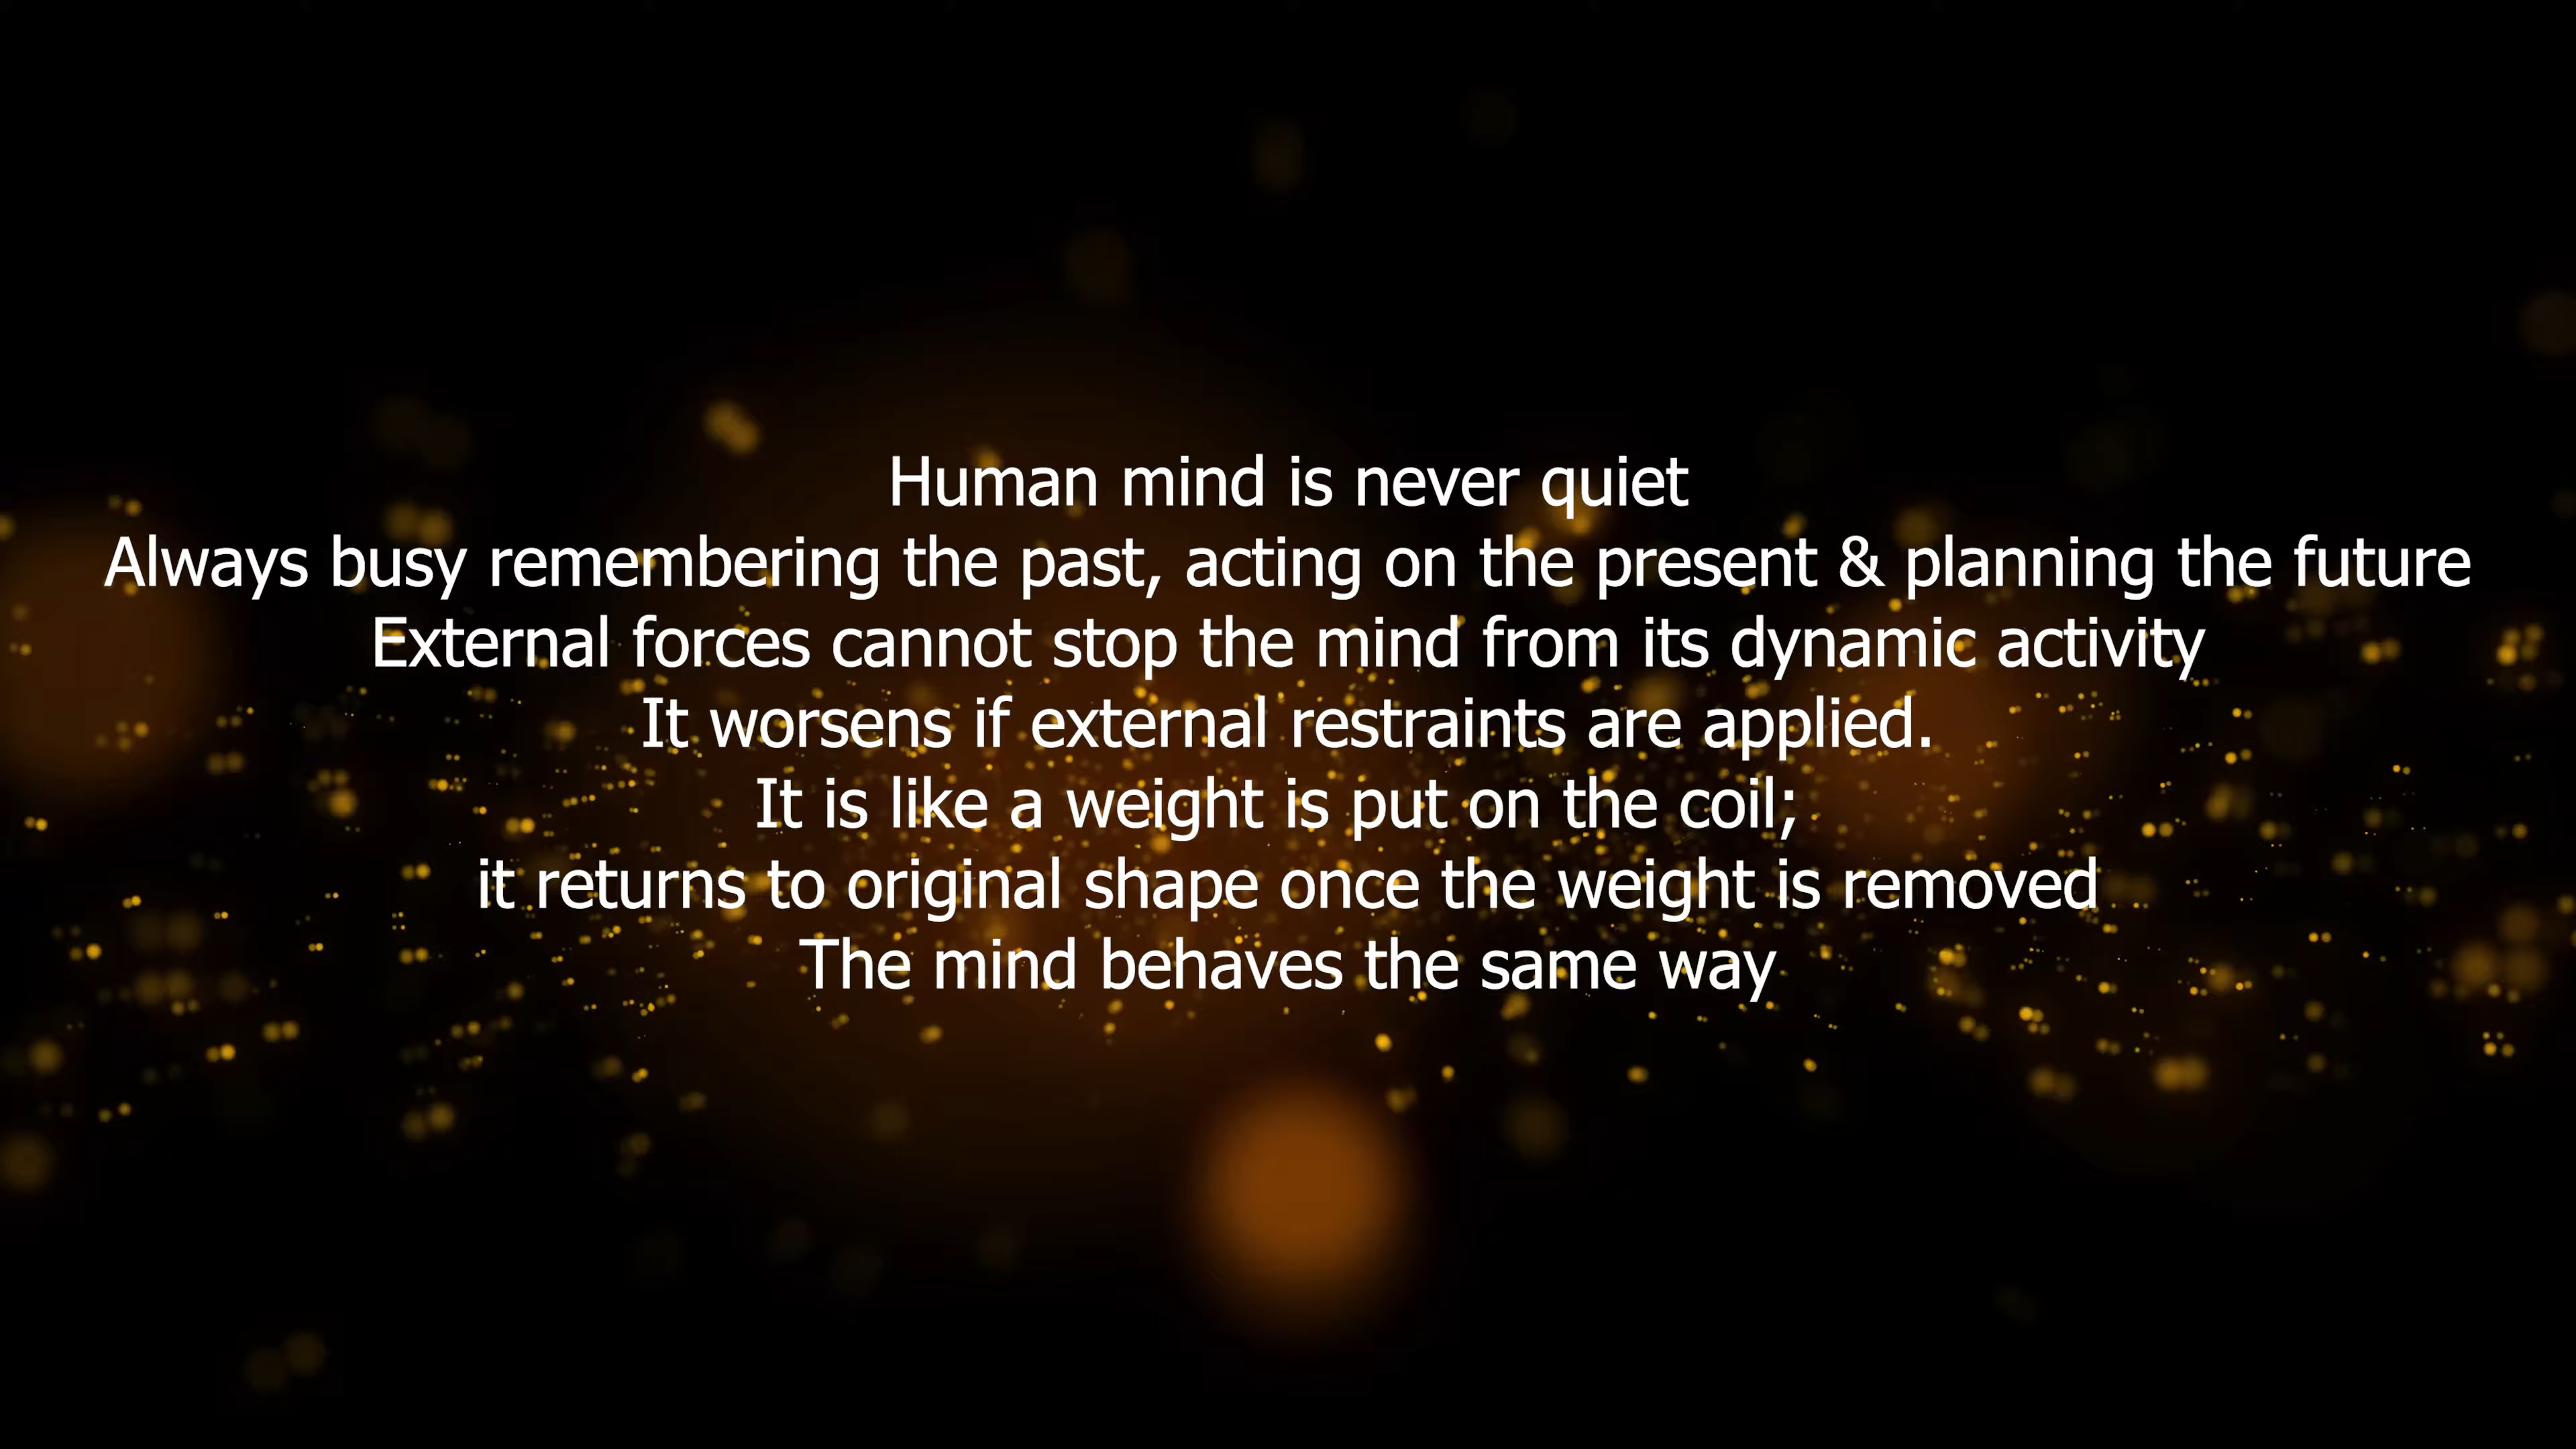 Human mind is never quiet
Always busy remembering the past, acting on the present & planning the future
External forces cannot stop the mind from its dynamic activity
It worsens if external restraints are applied.
It is like a weight is put on the coil;
it returns to original shape once the weight is removed
The mind behaves the same way